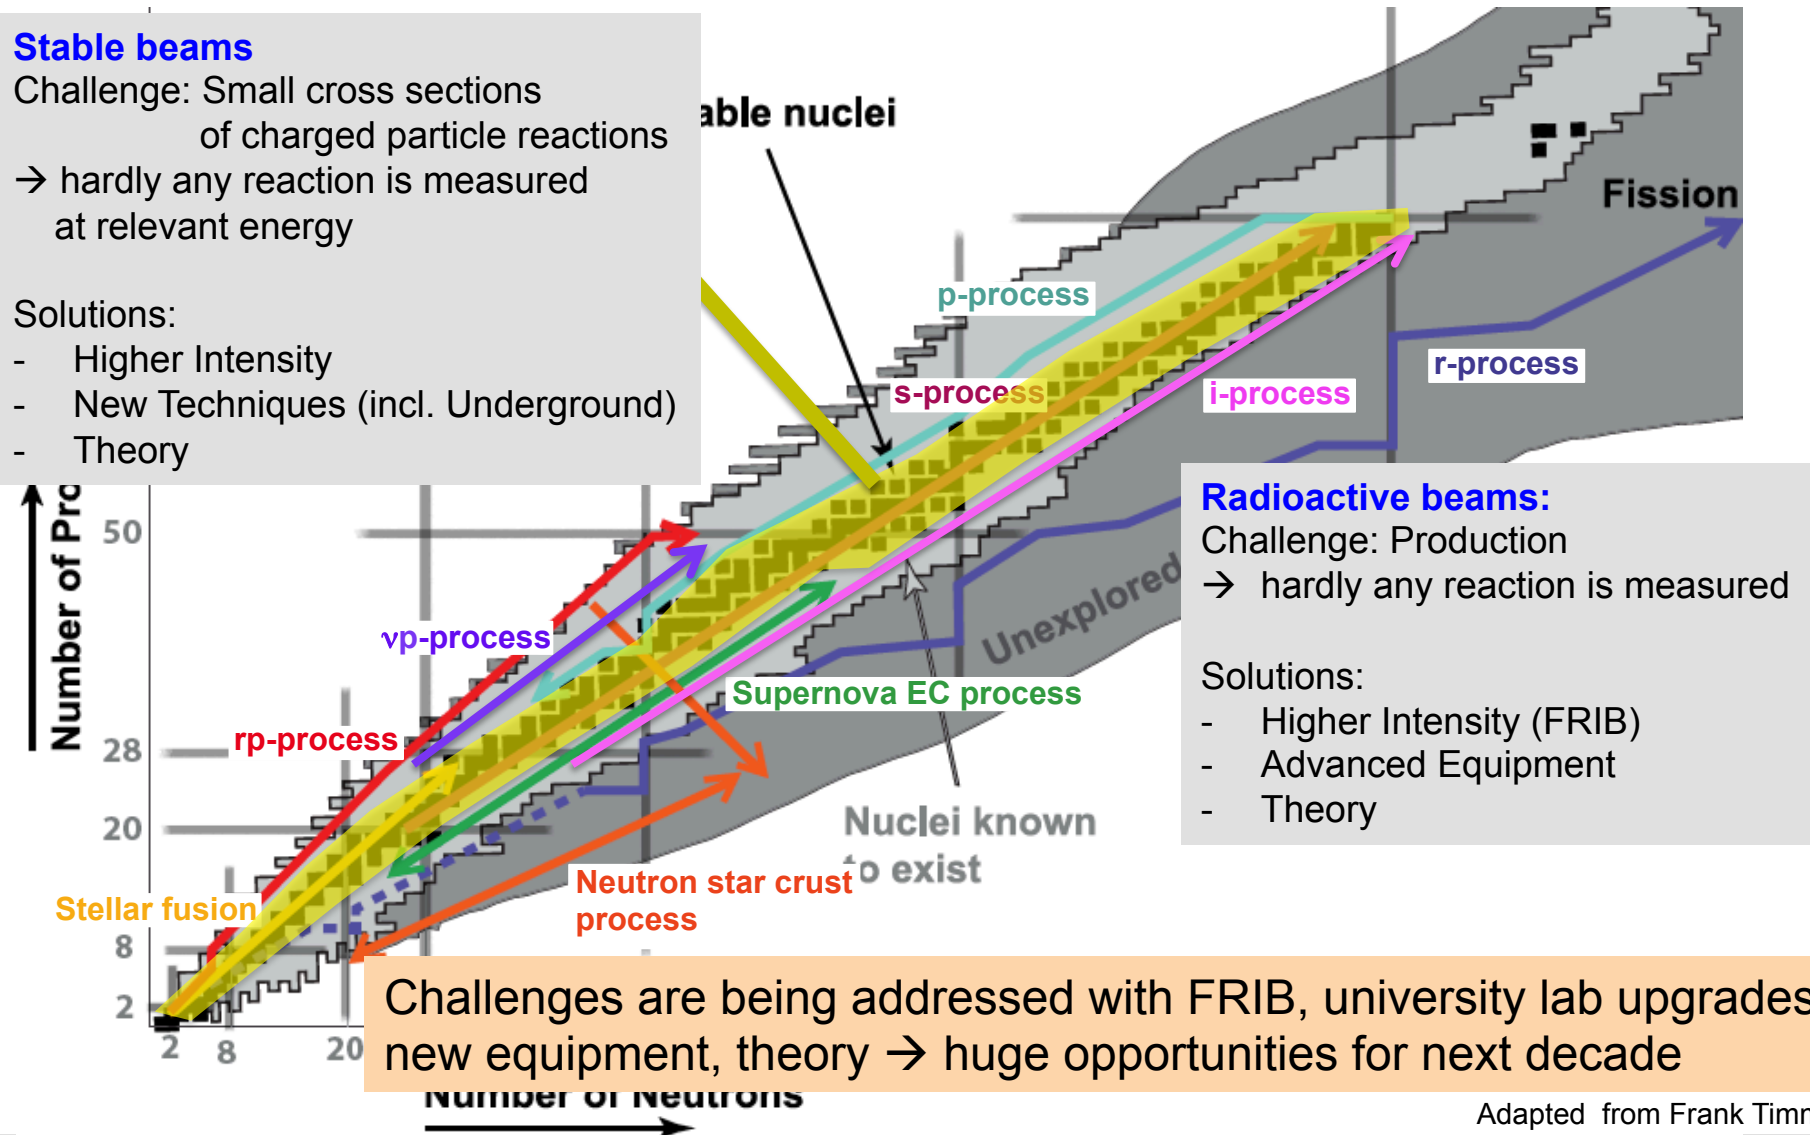 Stable beams
Challenge: Small cross sections
of charged particle reactions
→ hardly any reaction is measured
at relevant energy
Solutions:
- Higher Intensity
- New Techniques (incl. Underground)
- Theory
able nuclei
Fission
p-process
s-process
i-process
r-process
Radioactive beams:
Challenge: Production
→ hardly any reaction is measured
Solutions:
- Higher Intensity (FRIB)
- Advanced Equipment
- Theory
Unexplored
Number of Pro
50
28
20
8
2
νp-process
rp-process
Supernova EC process
Nuclei known
to exist
Neutron star crust
process
Stellar fusion
Challenges are being addressed with FRIB, university lab upgrades
new equipment, theory → huge opportunities for next decade
2
8
20
Number of Neutrons
Adapted from Frank Timm